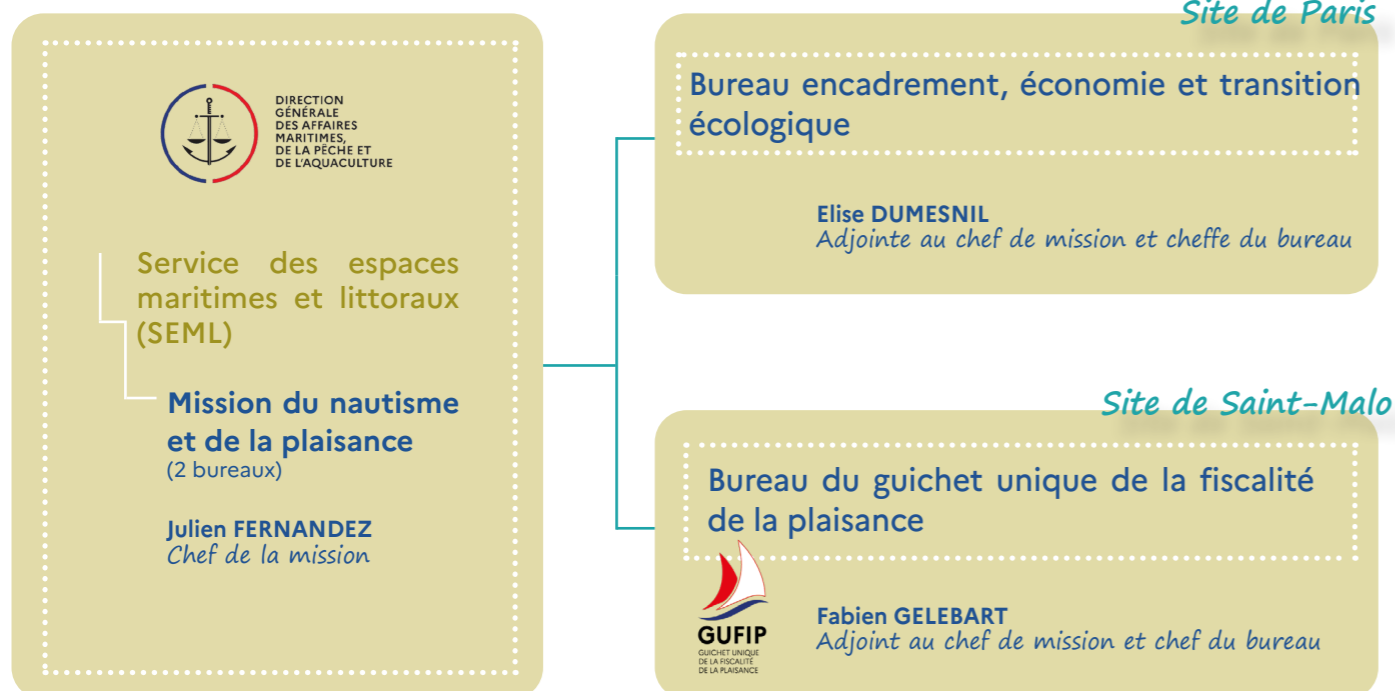 DIRECTION
GÉNÉRALE
DES AFFAIRES
MARITIMES,
DE LA PÊCHE ET
DE L'AQUACULTURE
Service des espaces
maritimes et littoraux
(SEML)
Mission du nautisme
et de la plaisance
(2 bureaux)
Julien FERNANDEZ
Chef de la mission
Site de Paris
Bureau encadrement, économie et transition
écologique
Elise DUMESNIL
Adjointe au chef de mission et cheffe du bureau
Site de Saint-Malo
Bureau du guichet unique de la fiscalité
de la plaisance
GUFIP
GUICHET UNIQUE
DE LA FISCALITÉ
DE LA PLAISANCE
Fabien GELEBART
Adjoint au chef de mission et chef du bureau